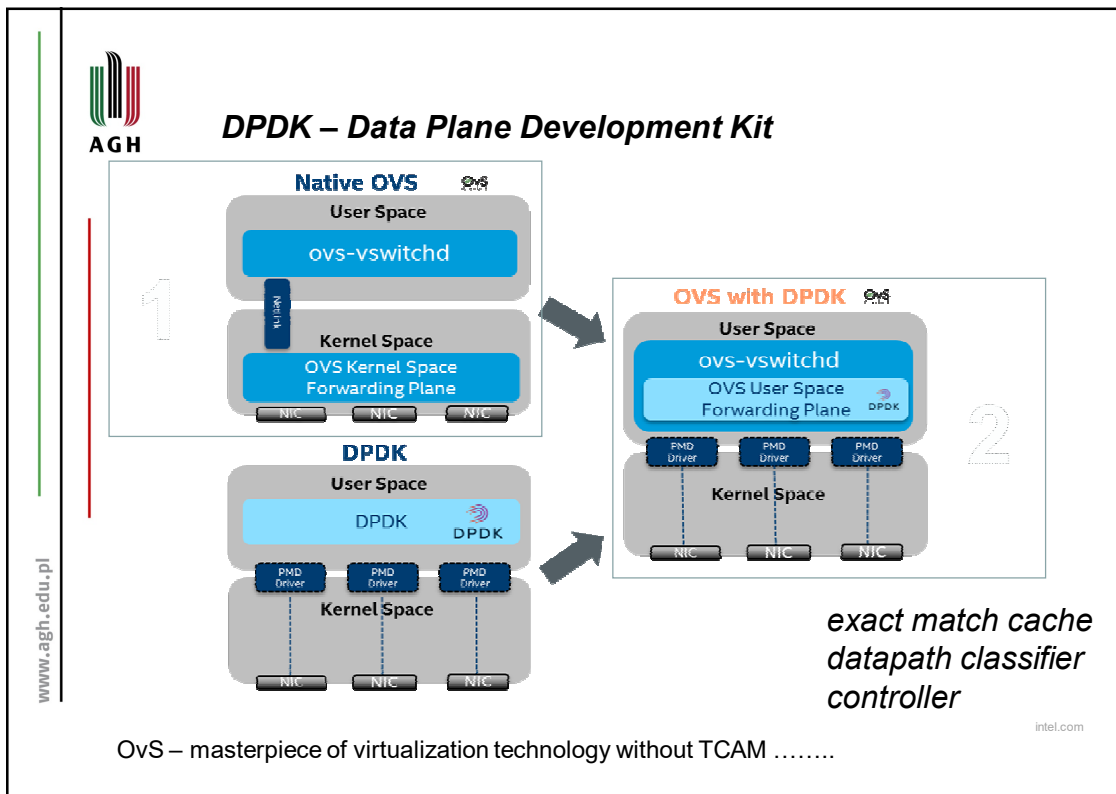 AGH
DPDK – Data Plane Development Kit
1
Native OVS
OvS
User Space
ovs-vswitchd
NetLink
Kernel Space
OVS Kernel Space
Forwarding Plane
NIC
NIC
NIC
DPDK
User Space
DPDK
DPDK
PMD
Driver
PMD
Driver
PMD
Driver
Kernel Space
NIC
NIC
NIC
OVS with DPDK
OvS
User Space
ovs-vswitchd
OVS User Space
Forwarding Plane
DPDK
PMD
Driver
PMD
Driver
PMD
Driver
Kernel Space
NIC
NIC
NIC
2
exact match cache
datapath classifier
controller
intel.com
OvS – masterpiece of virtualization technology without TCAM ........
www.agh.edu.pl